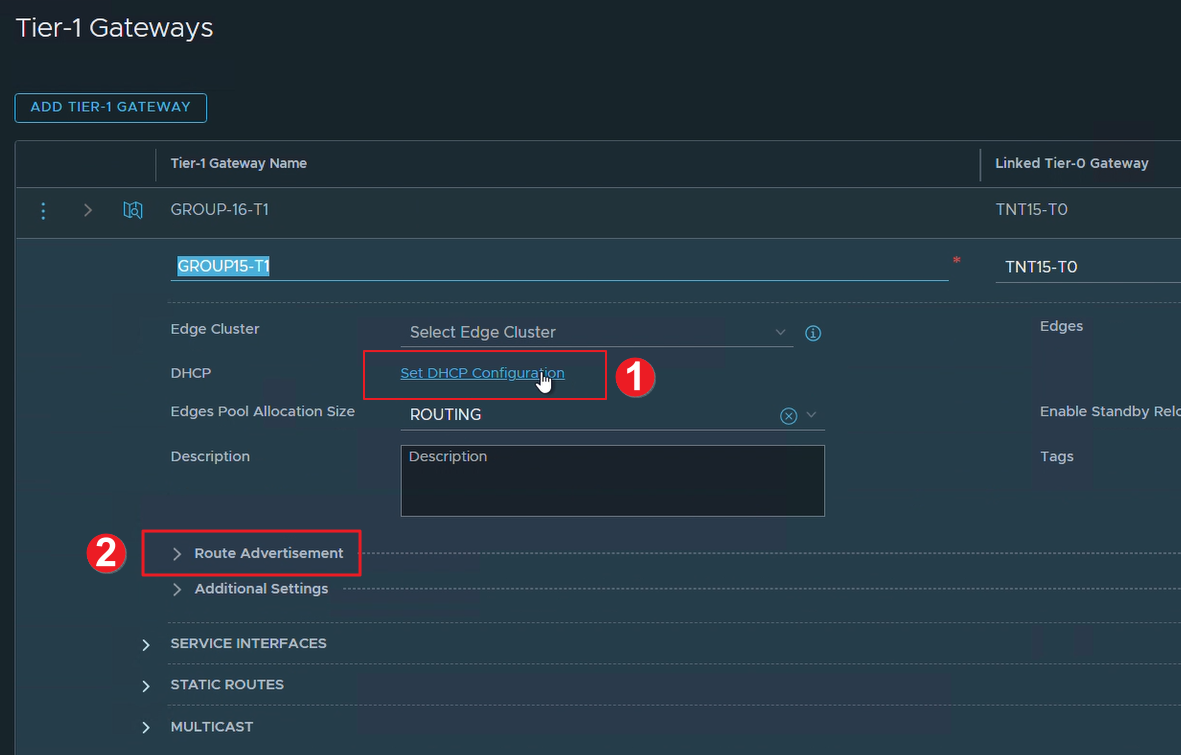 Tier-1 Gateways
ADD TIER-1 GATEWAY
Tier-1 Gateway Name Linked Tier-0 Gateway
GROUP-16-T1 TNT15-T0
GROUP15-T1 * TNT15-T0
Edge Cluster Select Edge Cluster Edges
DHCP Set DHCP Configuration 1
Edges Pool Allocation Size ROUTING Enable Standby Relo
Description Description Tags
2 Route Advertisement
Additional Settings
SERVICE INTERFACES
STATIC ROUTES
MULTICAST